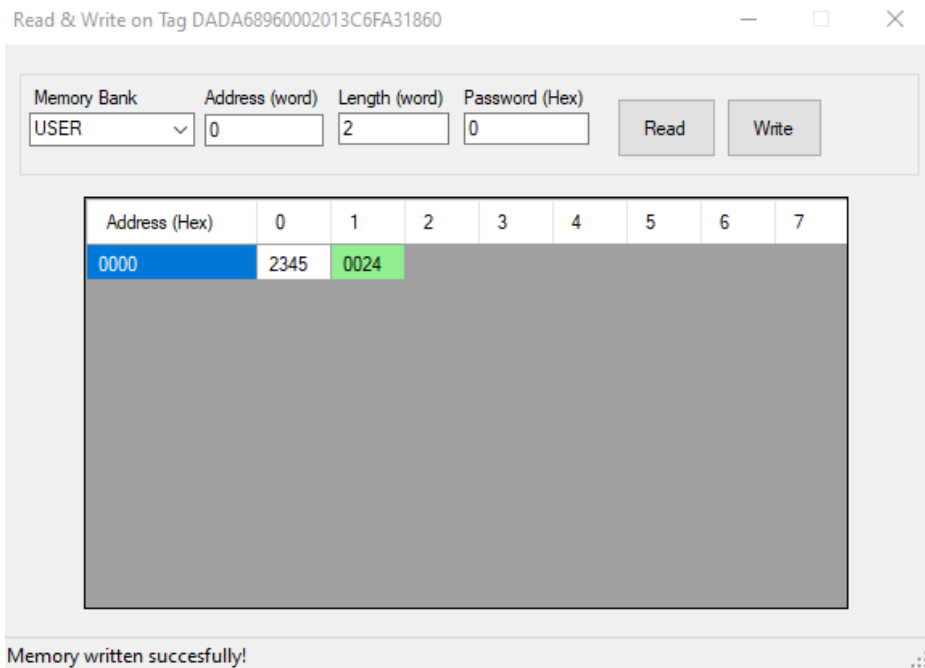 Read & Write on Tag DADA68960002013C6FA31860
Memory Bank Address (word) Length (word) Password (Hex)
USER 0 2 0 Read Write
Address (Hex) 0 1 2 3 4 5 6 7
0000 2345 0024
Memory written succesfully!